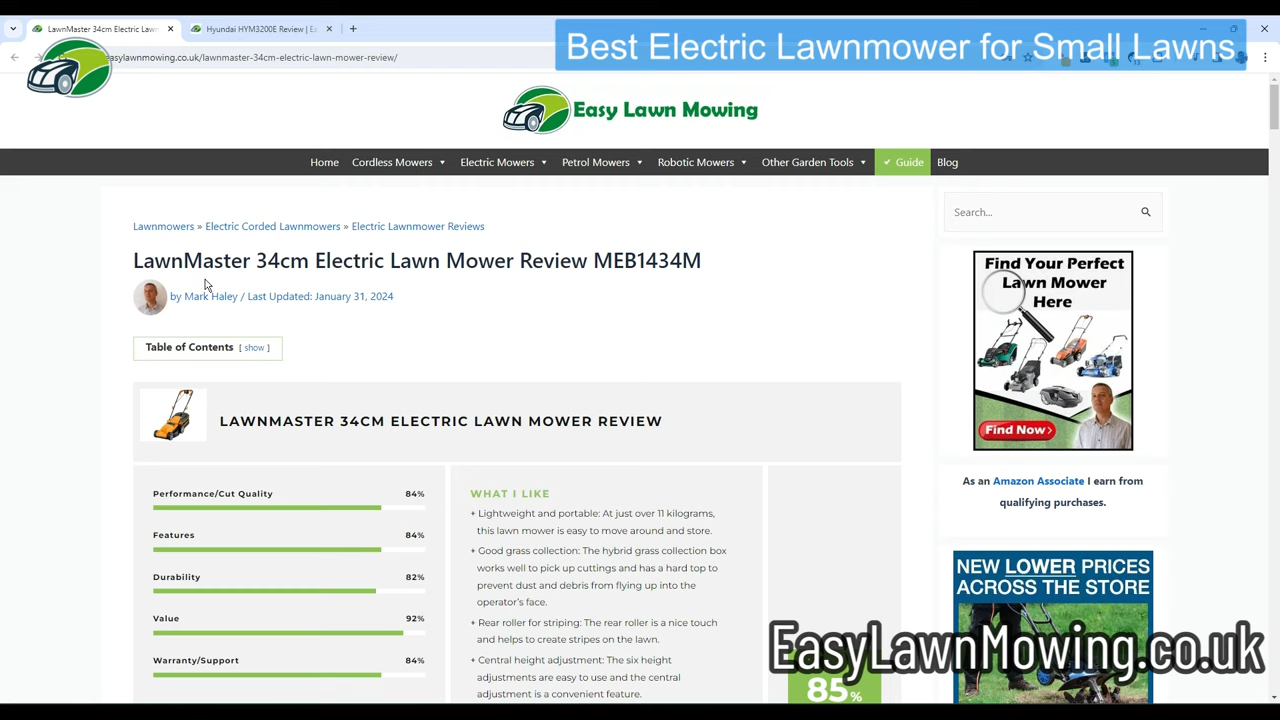 LawnMaster 34cm Electric Lawn
Hyundai HYM3200E Review | E
Best Electric Lawnmower for Small Lawns
easylawnmowing.co.uk/lawnmaster-34cm-electric-lawn-mower-review/
Easy Lawn Mowing
Home Cordless Mowers Electric Mowers Petrol Mowers Robotic Mowers Other Garden Tools ✓ Guide Blog
Lawnmowers » Electric Corded Lawnmowers » Electric Lawnmower Reviews
Search...
LawnMaster 34cm Electric Lawn Mower Review MEB1434M
by Mark Haley / Last Updated: January 31, 2024
Find Your Perfect
Lawn Mower
Here
Find Now>
Table of Contents [ show ]
LAWNMASTER 34CM ELECTRIC LAWN MOWER REVIEW
Performance/Cut Quality 84%
Features 84%
Durability 82%
Value 92%
Warranty/Support 84%
WHAT I LIKE
+ Lightweight and portable: At just over 11 kilograms,
this lawn mower is easy to move around and store.
+ Good grass collection: The hybrid grass collection box
works well to pick up cuttings and has a hard top to
prevent dust and debris from flying up into the
operator's face.
+ Rear roller for striping: The rear roller is a nice touch
and helps to create stripes on the lawn.
+ Central height adjustment: The six height
adjustments are easy to use and the central
adjustment is a convenient feature.
85%
As an Amazon Associate I earn from
qualifying purchases.
NEW LOWER PRICES
ACROSS THE STORE
EasyLawnMowing.co.uk